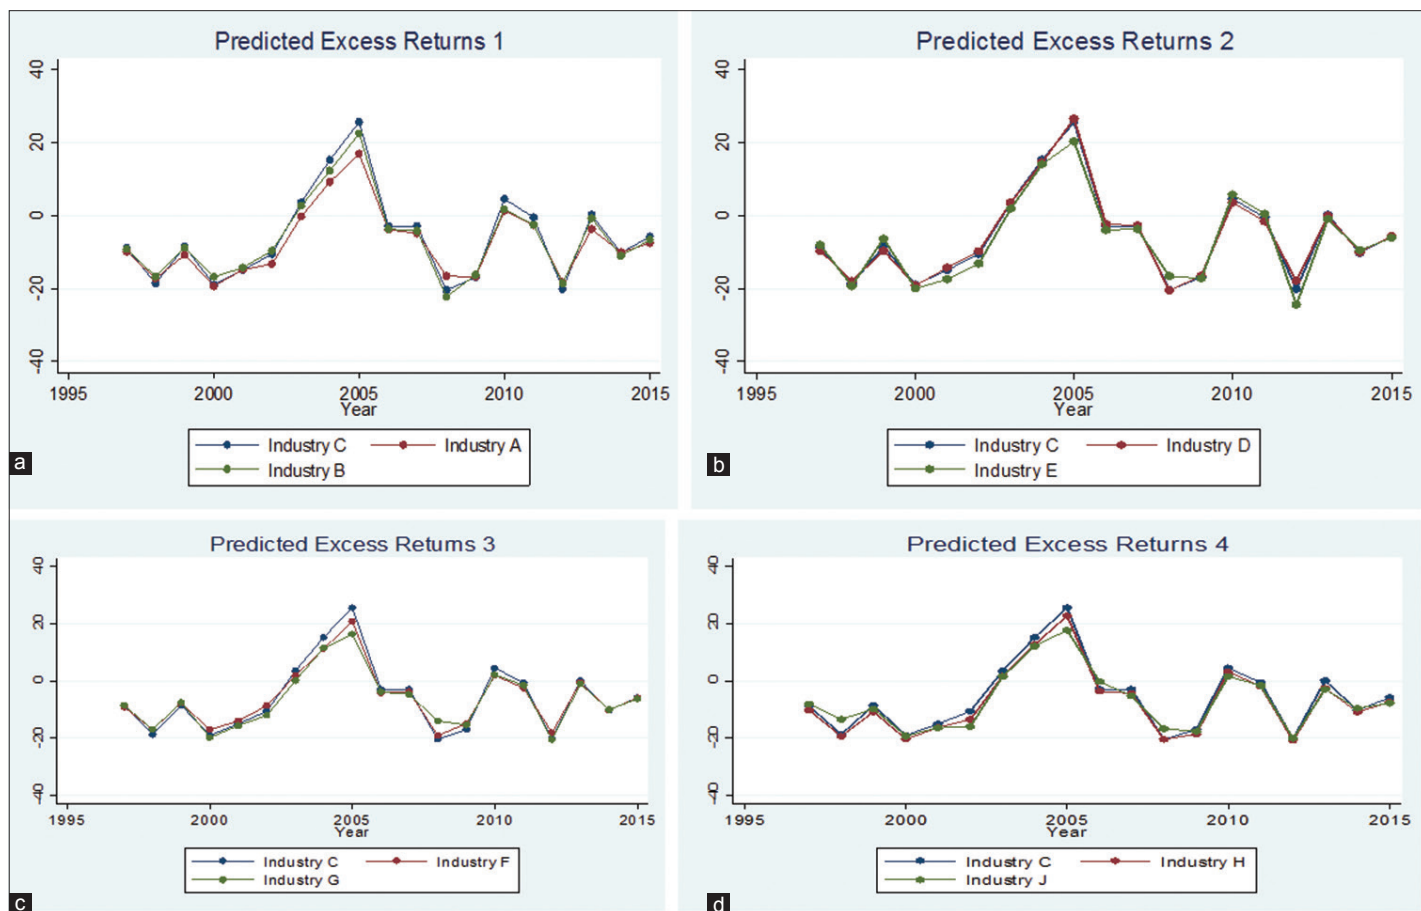 Predicted Excess Returns 1
40
20
0
-20
-40
1995 2000 2005 2010 2015
Year
Industry C Industry A
Industry B
a
Predicted Excess Returns 2
40
20
0
-20
-40
1995 2000 2005 2010 2015
Year
Industry C Industry D
Industry E
b
Predicted Excess Returns 3
40
20
0
-20
-40
1995 2000 2005 2010 2015
Year
Industry C Industry F
Industry G
c
Predicted Excess Returns 4
40
20
0
-20
-40
1995 2000 2005 2010 2015
Year
Industry C Industry H
Industry J
d